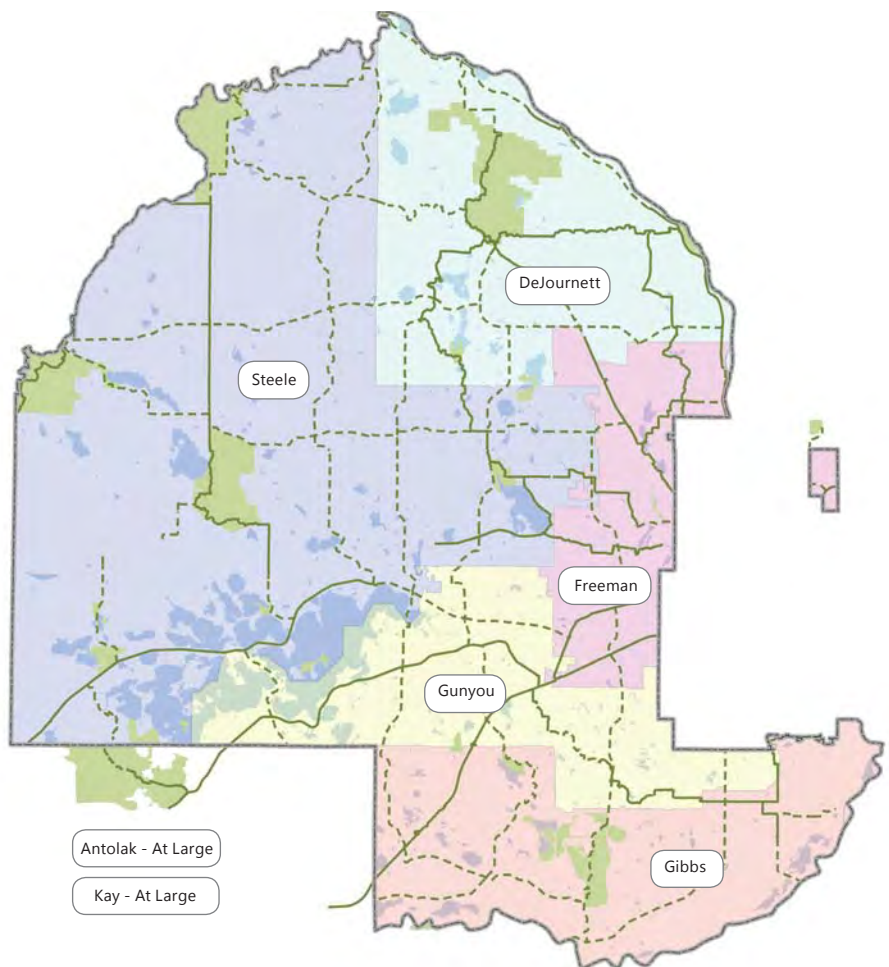 DeJournett
Steele
Freeman
Gunyou
Antolak - At Large
Gibbs
Kay - At Large